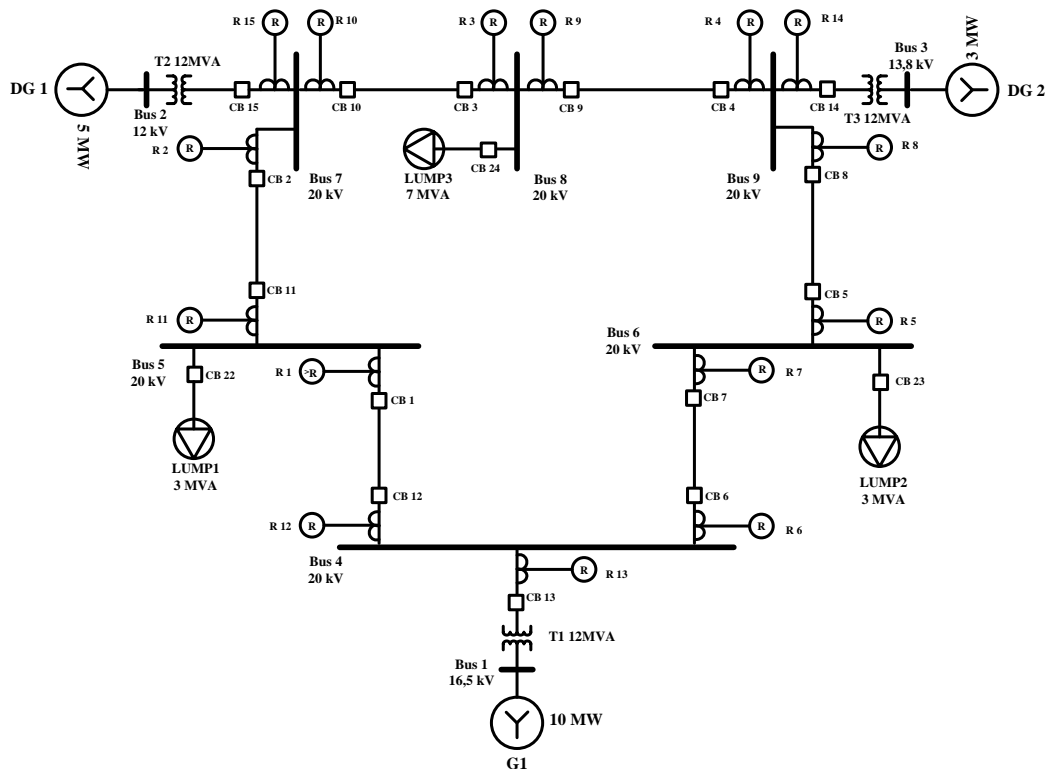 R 15
R
R
R 10
R 3
R
R
R 9
R 4
R
R
R 14
T2 12MVA
Bus 3
13,8 kV
3 MW
DG 1
Bus 2
12 kV
5 MW
CB 15
CB 10
CB 3
CB 9
CB 4
CB 14
T3 12MVA
DG 2
R 2
R
CB 2
Bus 7
20 kV
LUMP3
7 MVA
CB 24
Bus 8
20 kV
Bus 9
20 kV
CB 8
R
R 8
CB 11
R 11
R
CB 5
R
R 5
Bus 5
20 kV
CB 22
R 1
>R
CB 1
Bus 6
20 kV
R
R 7
CB 7
CB 23
LUMP1
3 MVA
LUMP2
3 MVA
CB 12
R 12
R
CB 6
R
R 6
Bus 4
20 kV
R
R 13
CB 13
T1 12MVA
Bus 1
16,5 kV
10 MW
G1